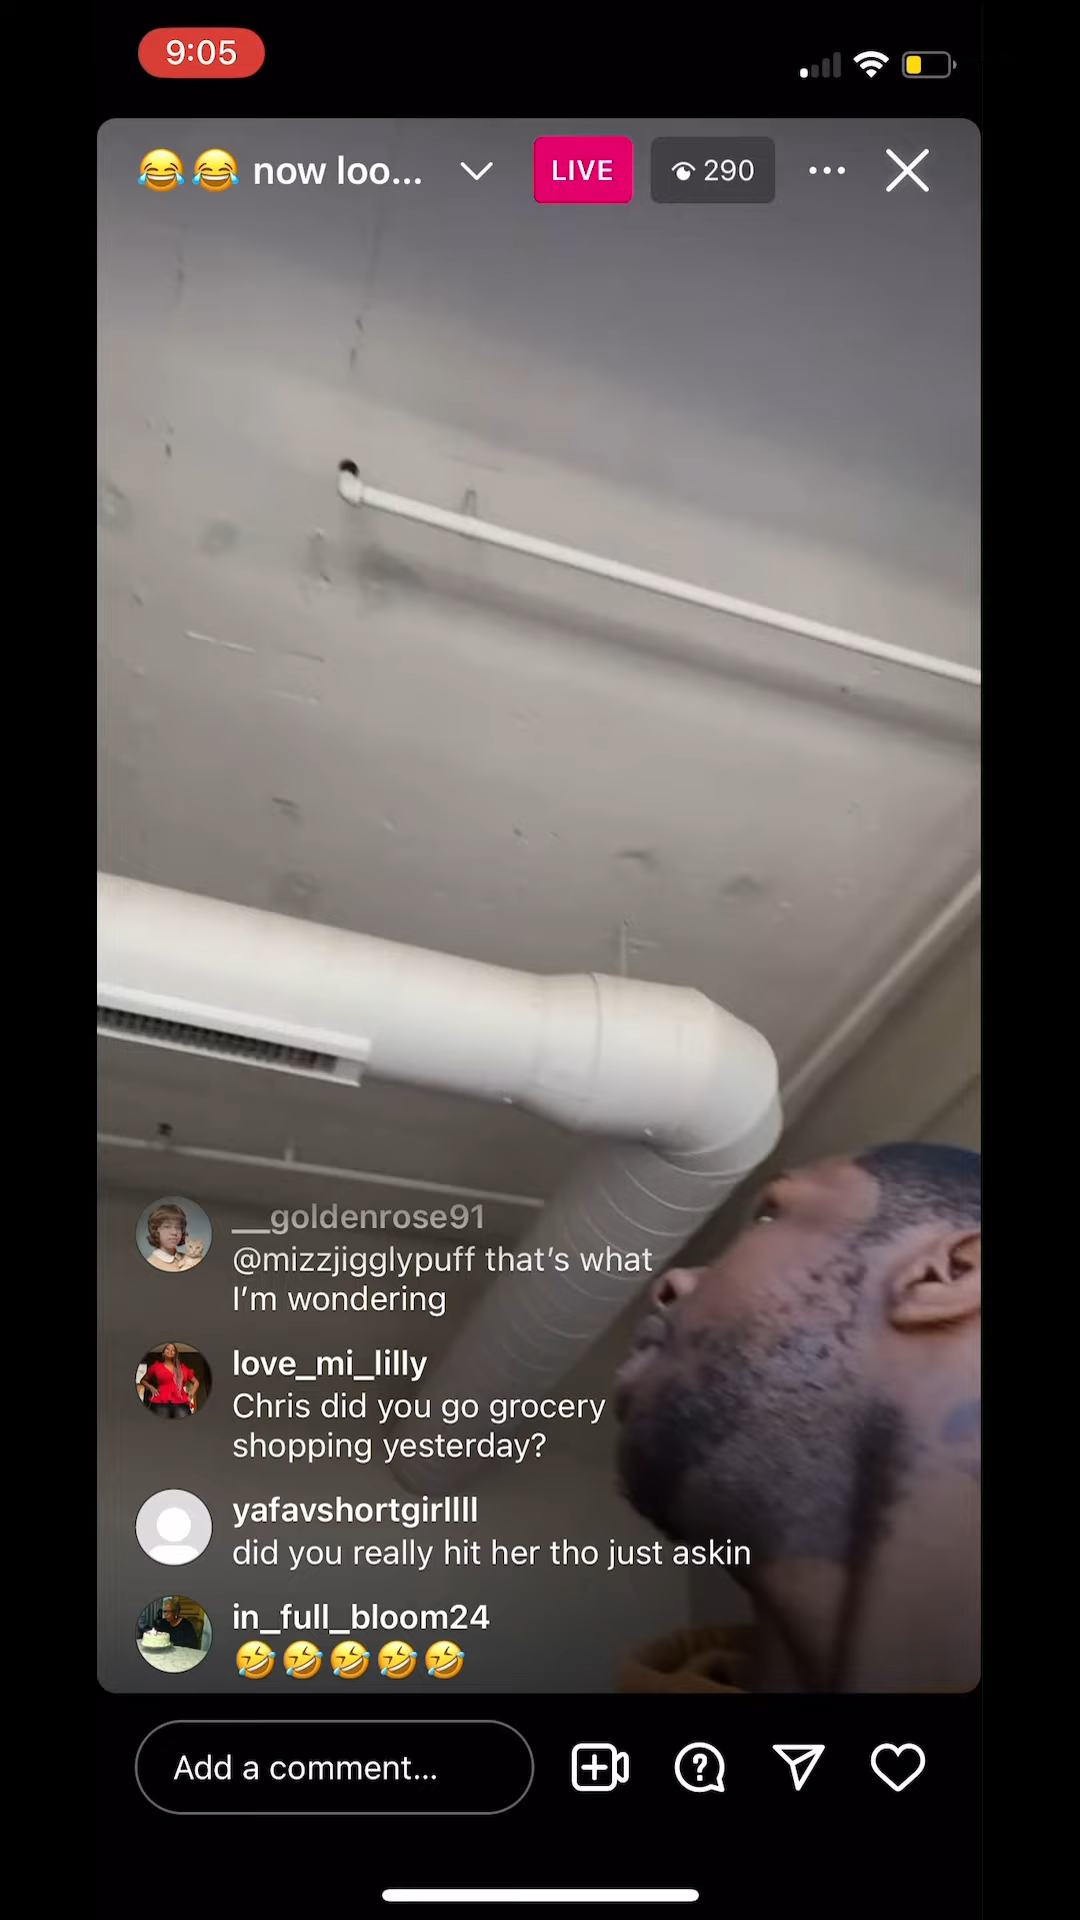 9:05
😂😂 now loo...
LIVE
290
__goldenrose91
@mizzjigglypuff that’s what
I’m wondering
love_mi_lilly
Chris did you go grocery
shopping yesterday?
yafavshortgirllll
did you really hit her tho just askin
in_full_bloom24
🤣🤣🤣🤣🤣
Add a comment...